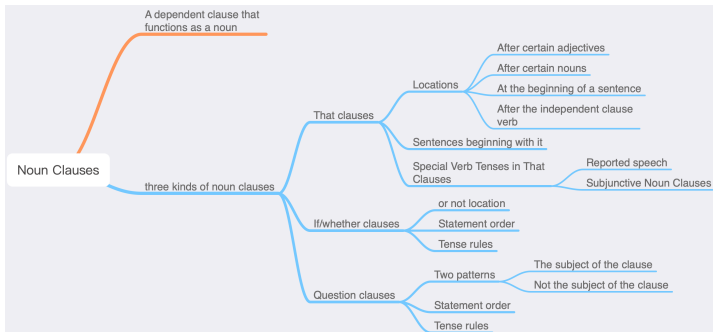 Noun Clauses
A dependent clause that
functions as a noun
three kinds of noun clauses
That clauses
Locations
After certain adjectives
After certain nouns
At the beginning of a sentence
After the independent clause
verb
Sentences beginning with it
Special Verb Tenses in That
Clauses
Reported speech
Subjunctive Noun Clauses
If/whether clauses
or not location
Statement order
Tense rules
Question clauses
Two patterns
The subject of the clause
Not the subject of the clause
Statement order
Tense rules